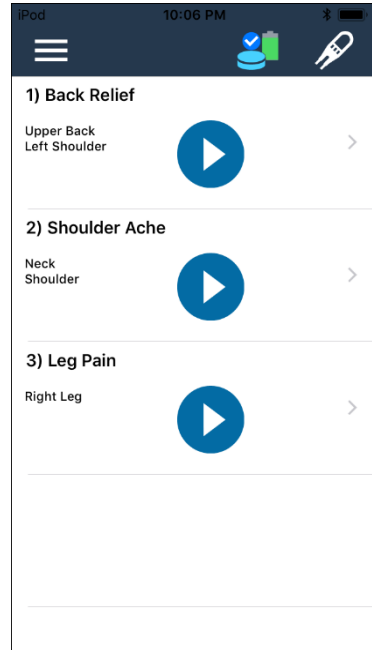 iPod
10:06 PM
1) Back Relief
Upper Back
Left Shoulder
2) Shoulder Ache
Neck
Shoulder
3) Leg Pain
Right Leg